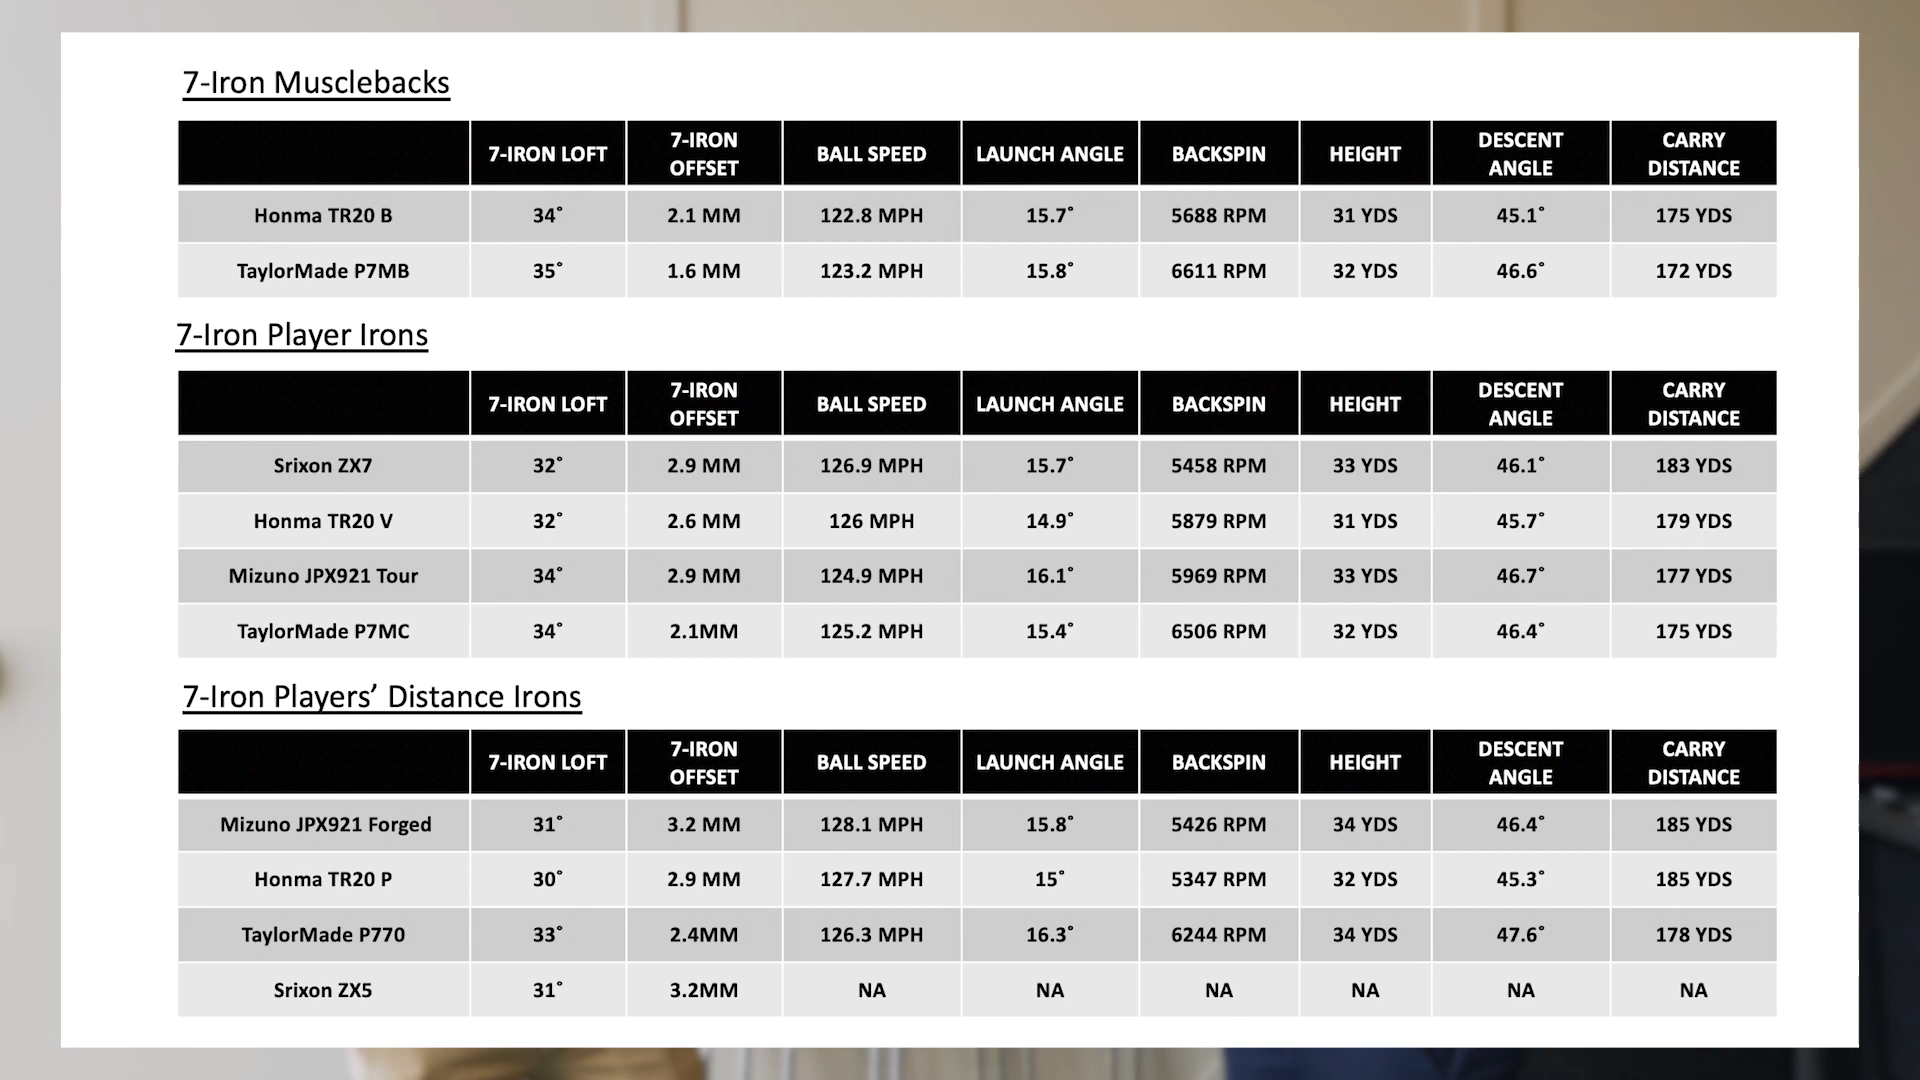 7-Iron Musclebacks
7-IRON LOFT 7-IRON OFFSET BALL SPEED LAUNCH ANGLE BACKSPIN HEIGHT DESCENT ANGLE CARRY DISTANCE
Honma TR20 B 34˚ 2.1 MM 122.8 MPH 15.7˚ 5688 RPM 31 YDS 45.1˚ 175 YDS
TaylorMade P7MB 35˚ 1.6 MM 123.2 MPH 15.8˚ 6611 RPM 32 YDS 46.6˚ 172 YDS
7-Iron Player Irons
7-IRON LOFT 7-IRON OFFSET BALL SPEED LAUNCH ANGLE BACKSPIN HEIGHT DESCENT ANGLE CARRY DISTANCE
Srixon ZX7 32˚ 2.9 MM 126.9 MPH 15.7˚ 5458 RPM 33 YDS 46.1˚ 183 YDS
Honma TR20 V 32˚ 2.6 MM 126 MPH 14.9˚ 5879 RPM 31 YDS 45.7˚ 179 YDS
Mizuno JPX921 Tour 34˚ 2.9 MM 124.9 MPH 16.1˚ 5969 RPM 33 YDS 46.7˚ 177 YDS
TaylorMade P7MC 34˚ 2.1MM 125.2 MPH 15.4˚ 6506 RPM 32 YDS 46.4˚ 175 YDS
7-Iron Players’ Distance Irons
7-IRON LOFT 7-IRON OFFSET BALL SPEED LAUNCH ANGLE BACKSPIN HEIGHT DESCENT ANGLE CARRY DISTANCE
Mizuno JPX921 Forged 31˚ 3.2 MM 128.1 MPH 15.8˚ 5426 RPM 34 YDS 46.4˚ 185 YDS
Honma TR20 P 30˚ 2.9 MM 127.7 MPH 15˚ 5347 RPM 32 YDS 45.3˚ 185 YDS
TaylorMade P770 33˚ 2.4MM 126.3 MPH 16.3˚ 6244 RPM 34 YDS 47.6˚ 178 YDS
Srixon ZX5 31˚ 3.2MM NA NA NA NA NA NA